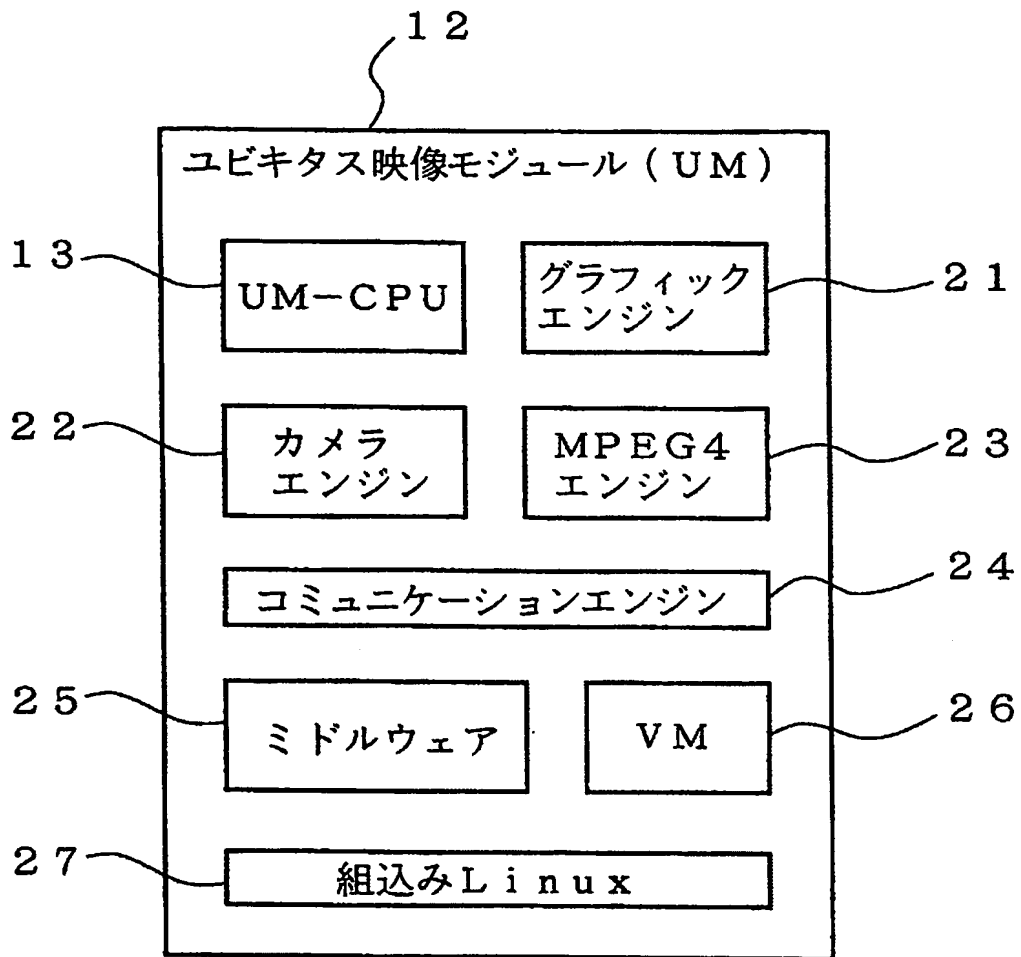 12
ユビキタス映像モジュール(UM)
13
UM-CPU
グラフィック
エンジン
21
22
カメラ
エンジン
MPEG4
エンジン
23
コミュニケーションエンジン
24
25
ミドルウェア
VM
26
27
組込みLinux